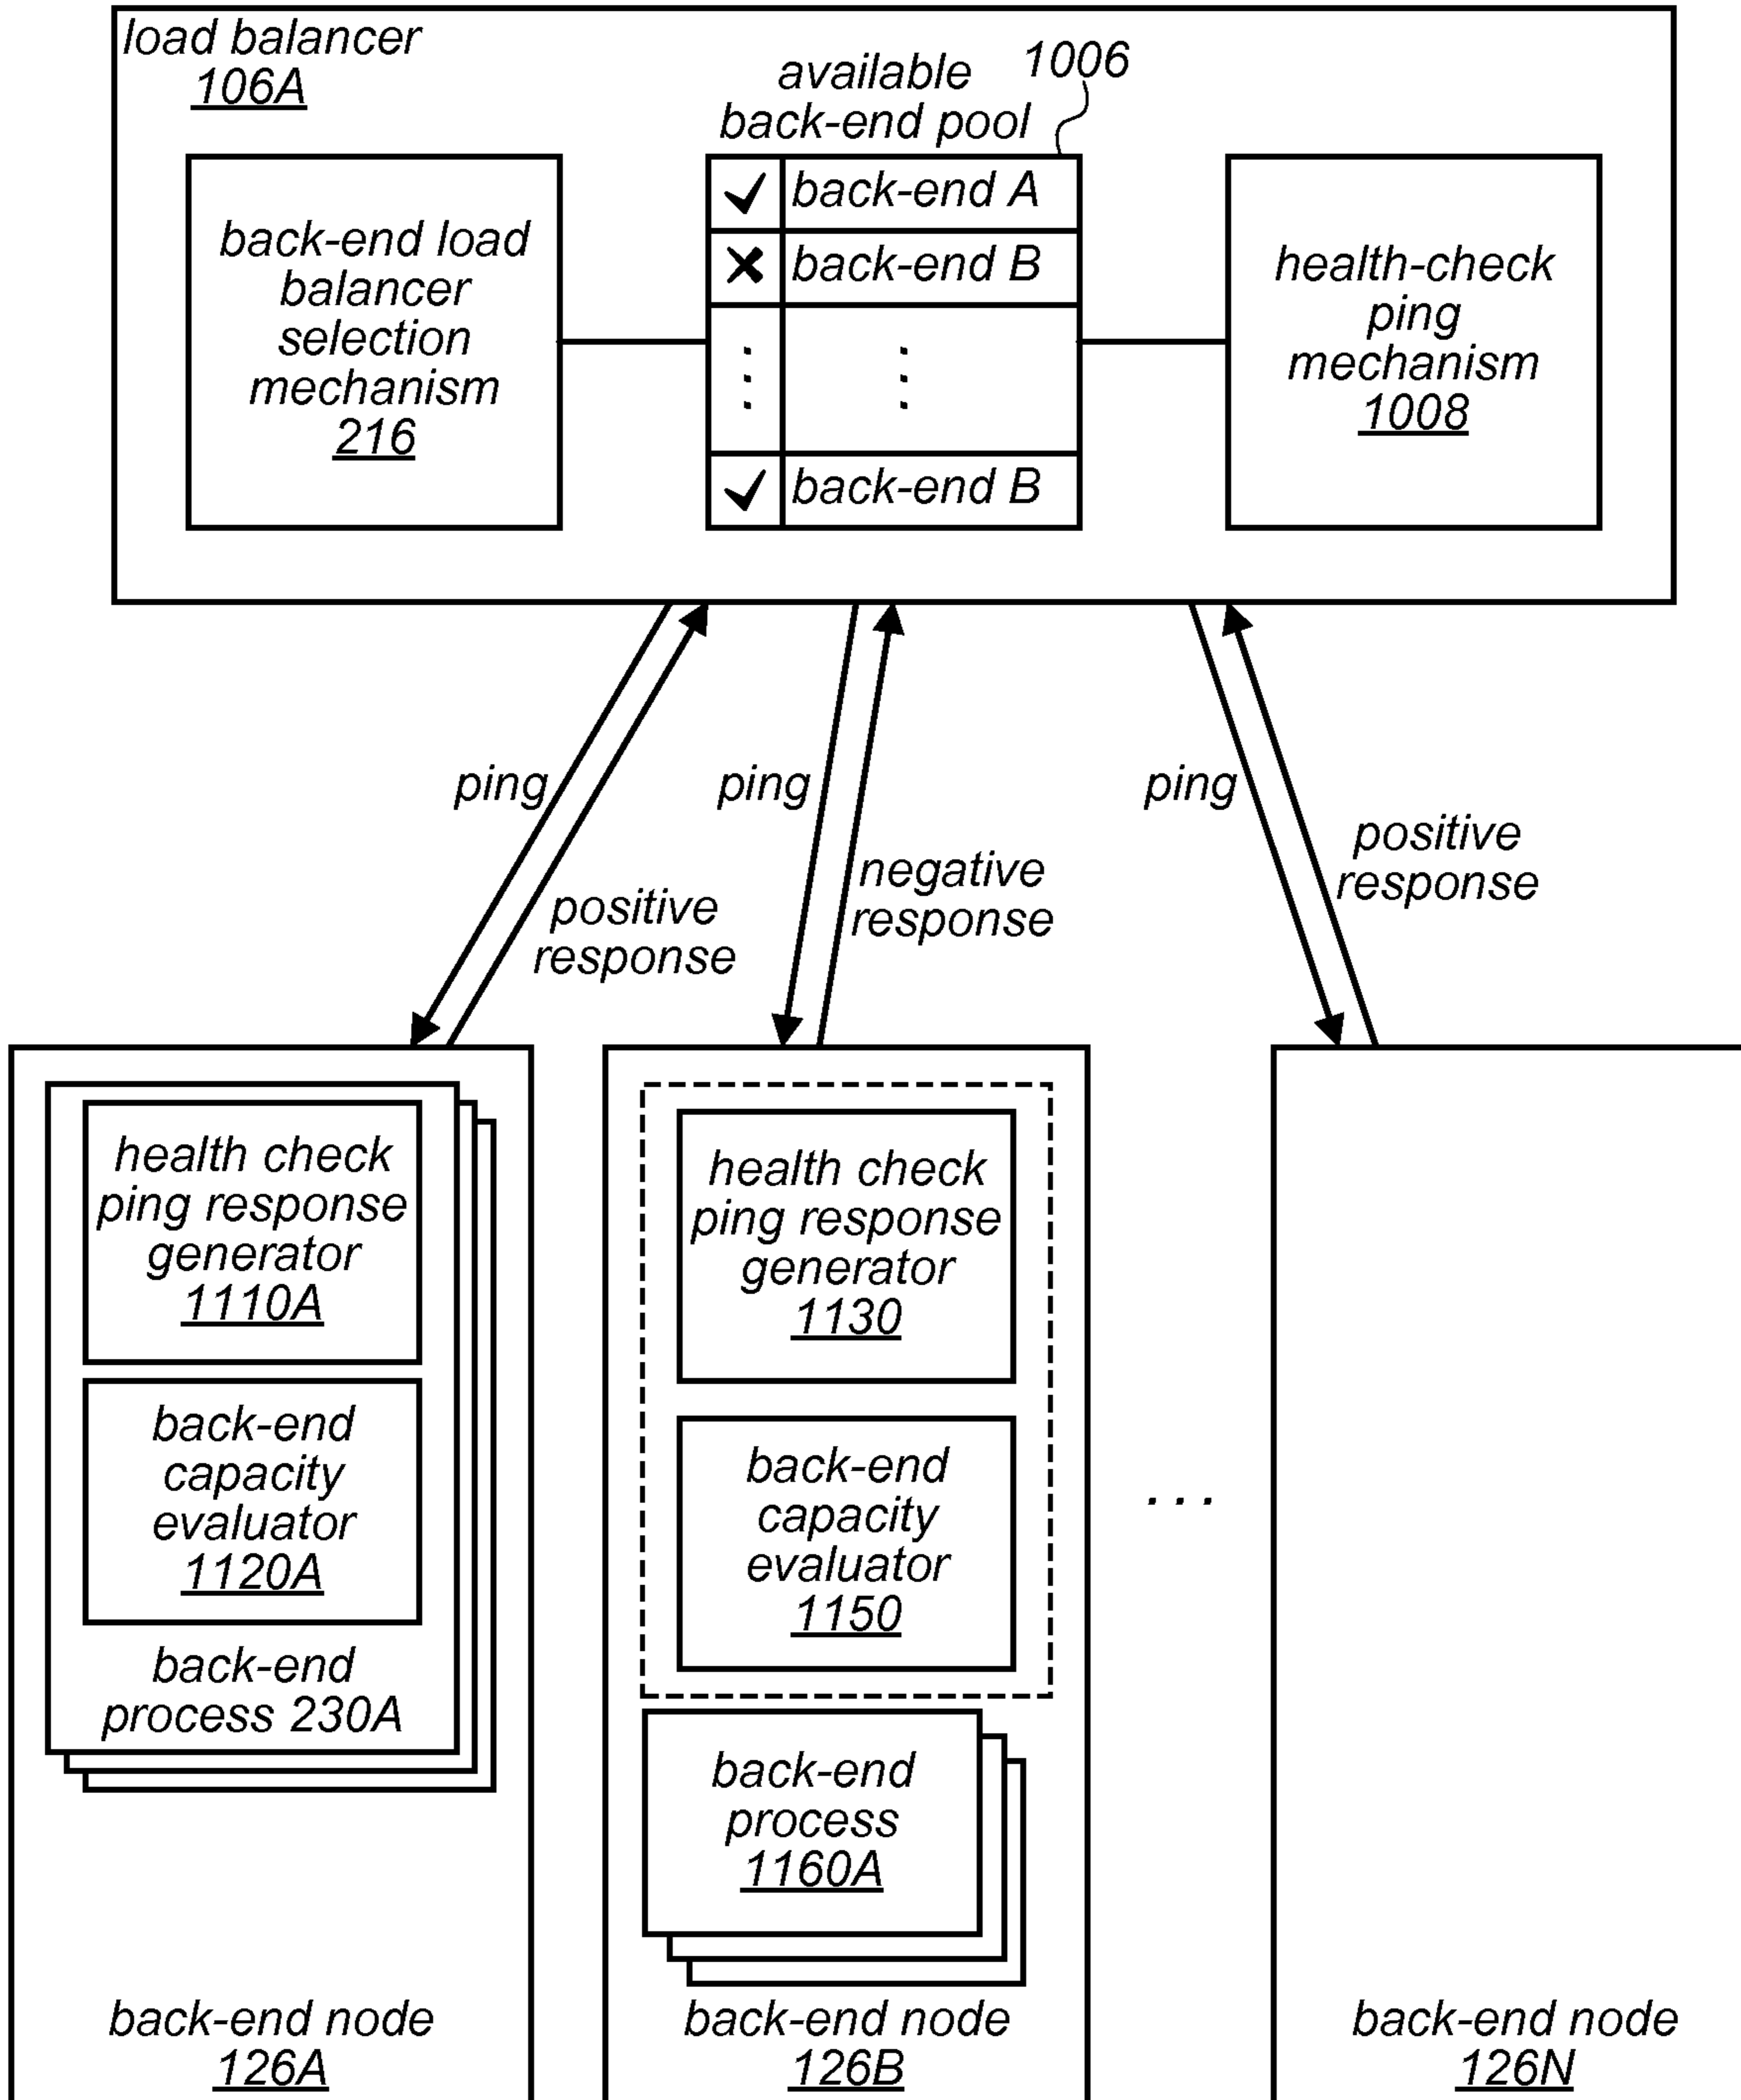 load balancer
106A
available
back-end pool
1006
back-end load
balancer
selection
mechanism
216
back-end A
back-end B
back-end B
health-check
ping
mechanism
1008
ping
positive
response
ping
negative
response
ping
positive
response
health check
ping response
generator
1110A
back-end
capacity
evaluator
1120A
back-end
process 230A
back-end node
126A
health check
ping response
generator
1130
back-end
capacity
evaluator
1150
back-end
process
1160A
back-end node
126B
. . .
back-end node
126N